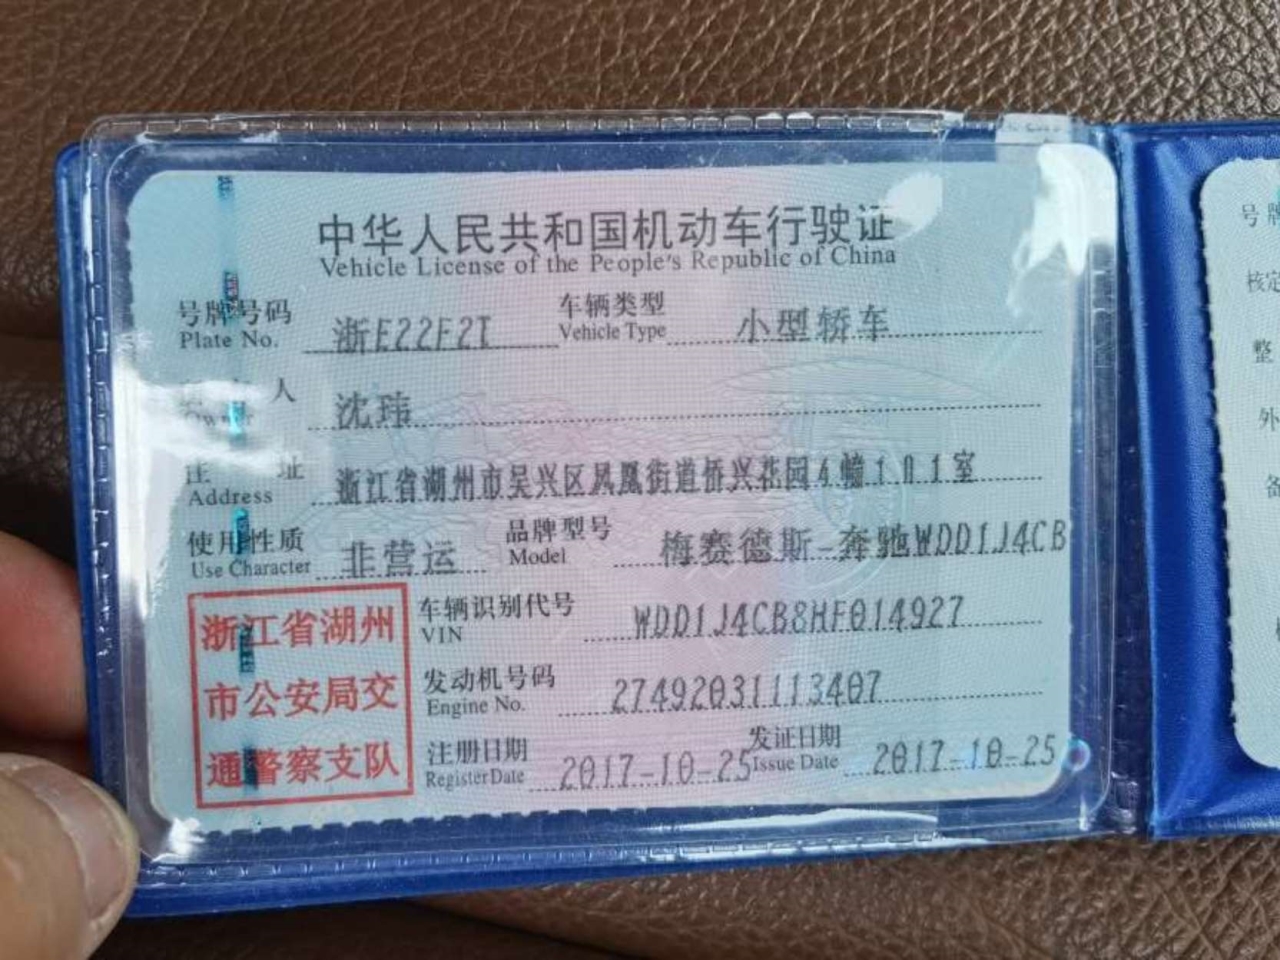 中华人民共和国机动车行驶证
Vehicle License of the People's Republic of China
号牌号码 浙E22F2T 车辆类型 小型轿车
Plate No. Vehicle Type
人 沈玮
Owner
住址 浙江省湖州市吴兴区凤凰街道侨兴花园4幢101室
Address
使用性质 非营运 品牌型号 梅赛德斯-奔驰WDD1J4CB
Use Character Model
浙江省湖州
市公安局交
通警察支队
车辆识别代号 WDD1J4CB8HF014927
VIN
发动机号码 27492031113407
Engine No.
注册日期 2017-10-25 发证日期 2017-10-25
Register Date Issue Date
号牌
核定
整
外
备